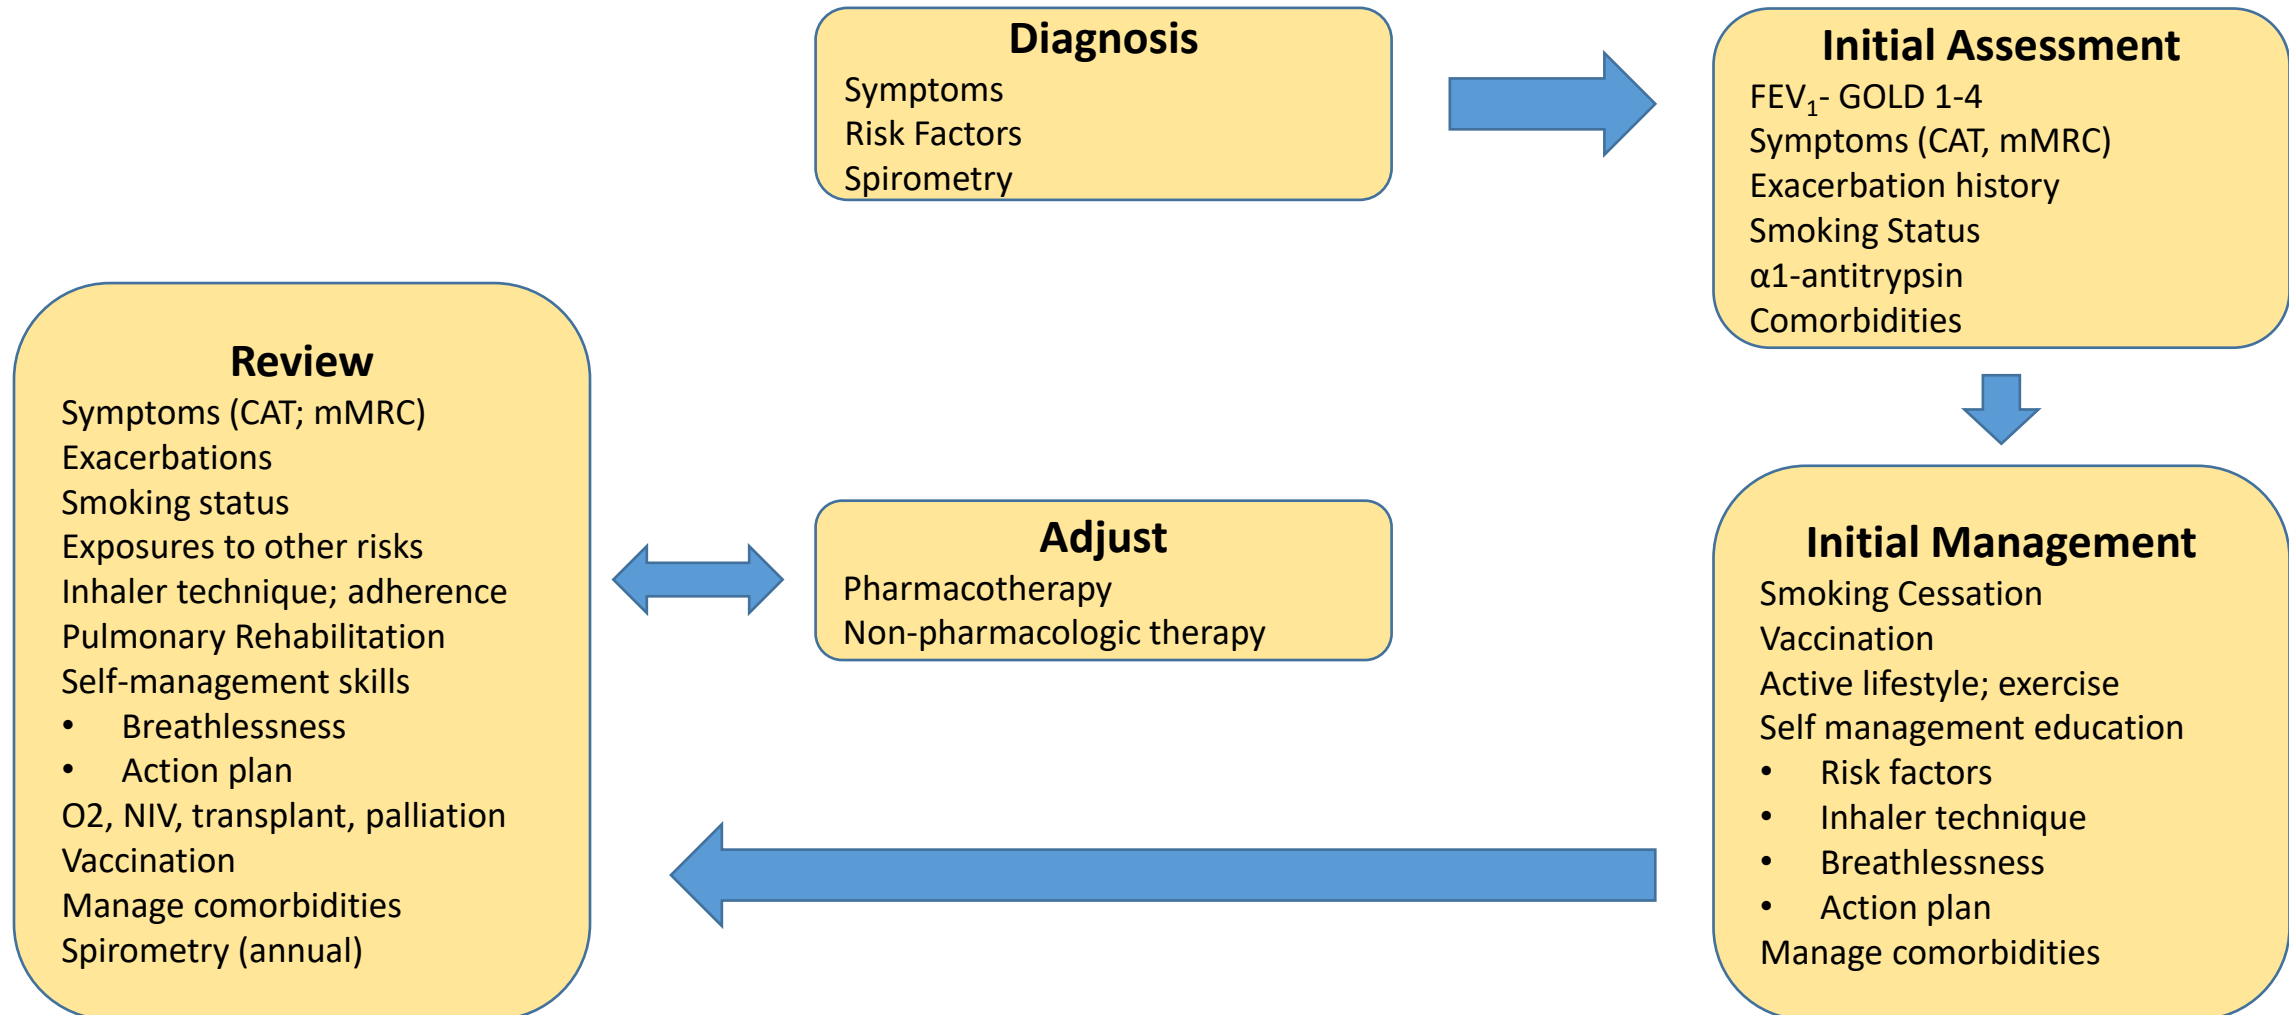 Diagnosis
Symptoms
Risk Factors
Spirometry
Initial Assessment
FEV₁- GOLD 1-4
Symptoms (CAT, mMRC)
Exacerbation history
Smoking Status
α1-antitrypsin
Comorbidities
Review
Symptoms (CAT; mMRC)
Exacerbations
Smoking status
Exposures to other risks
Inhaler technique; adherence
Pulmonary Rehabilitation
Self-management skills
• Breathlessness
• Action plan
O2, NIV, transplant, palliation
Vaccination
Manage comorbidities
Spirometry (annual)
Adjust
Pharmacotherapy
Non-pharmacologic therapy
Initial Management
Smoking Cessation
Vaccination
Active lifestyle; exercise
Self management education
• Risk factors
• Inhaler technique
• Breathlessness
• Action plan
Manage comorbidities